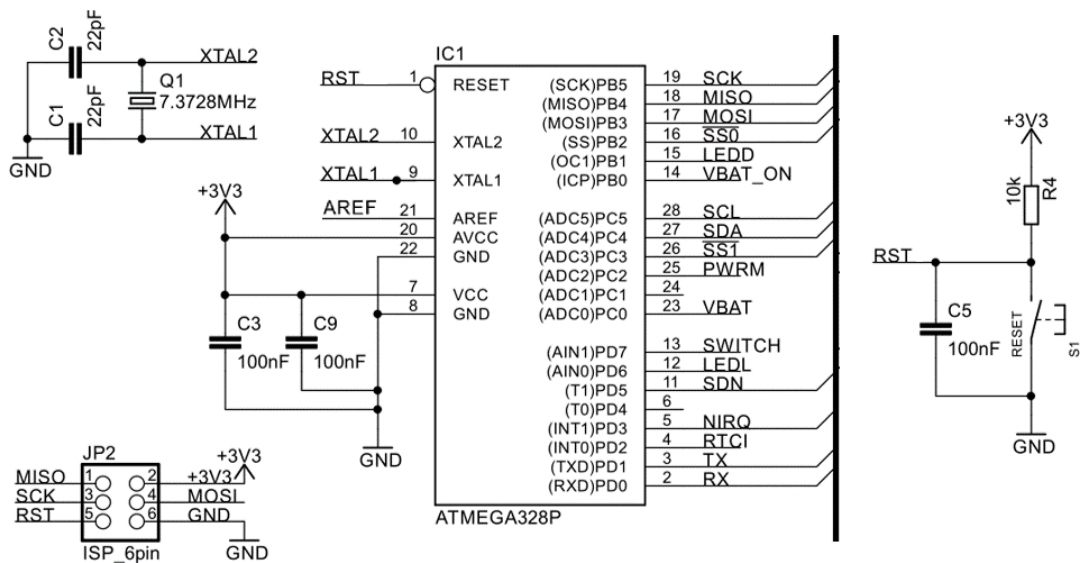 C2
22pF
XTAL2
Q1
7.3728MHz
C1
22pF
XTAL1
GND
IC1
RST 1 RESET (SCK)PB5 19 SCK
(MISO)PB4 18 MISO
(MOSI)PB3 17 MOSI
XTAL2 10 XTAL2 (SS)PB2 16 SS0
(OC1)PB1 15 LEDD
XTAL1 9 XTAL1 (ICP)PB0 14 VBAT_ON
+3V3
AREF 21 AREF (ADC5)PC5 28 SCL
20 AVCC (ADC4)PC4 27 SDA
22 GND (ADC3)PC3 26 SS1
(ADC2)PC2 25 PWRM
7 VCC (ADC1)PC1 24
8 GND (ADC0)PC0 23 VBAT
C3
100nF
C9
100nF
(AIN1)PD7 13 SWITCH
(AIN0)PD6 12 LEDL
(T1)PD5 11 SDN
(T0)PD4 6
(INT1)PD3 5 NIRQ
(INT0)PD2 4 RTCI
(TXD)PD1 3 TX
(RXD)PD0 2 RX
GND
ATMEGA328P
JP2
+3V3
MISO 1 2 +3V3
SCK 3 4 MOSI
RST 5 6 GND
ISP_6pin
GND
+3V3
10k
R4
RST
C5
100nF
RESET
S1
GND